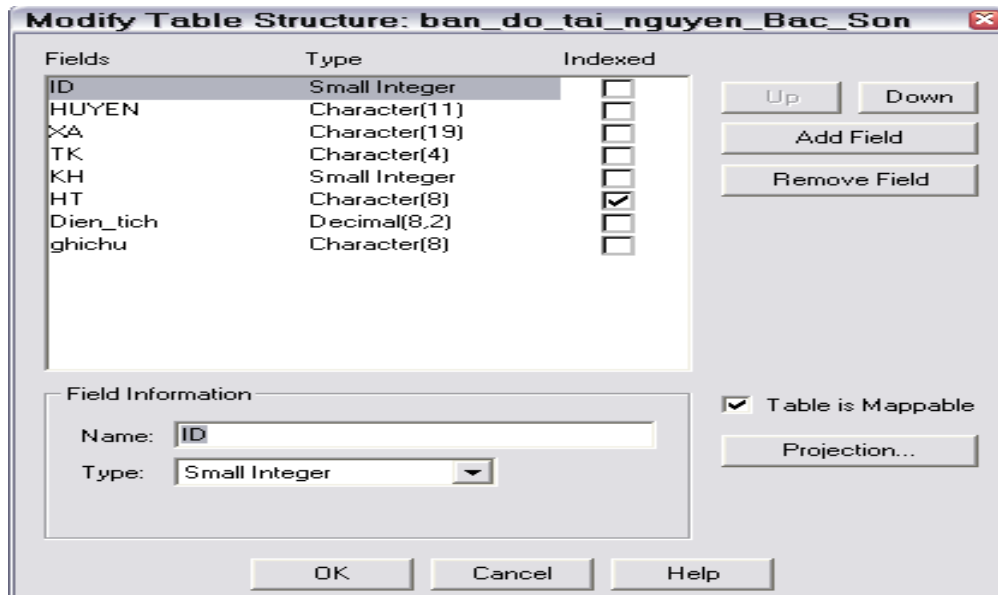 Modify Table Structure: ban_do_tai_nguyen_Bac_Son
Fields Type Indexed
ID Small Integer
HUYEN Character(11)
XA Character(19)
TK Character(4)
KH Small Integer
HT Character(8)
Dien_tich Decimal(8,2)
ghichu Character(8)
Up Down
Add Field
Remove Field
Field Information
Name: ID
Type: Small Integer
Table is Mappable
Projection...
OK Cancel Help